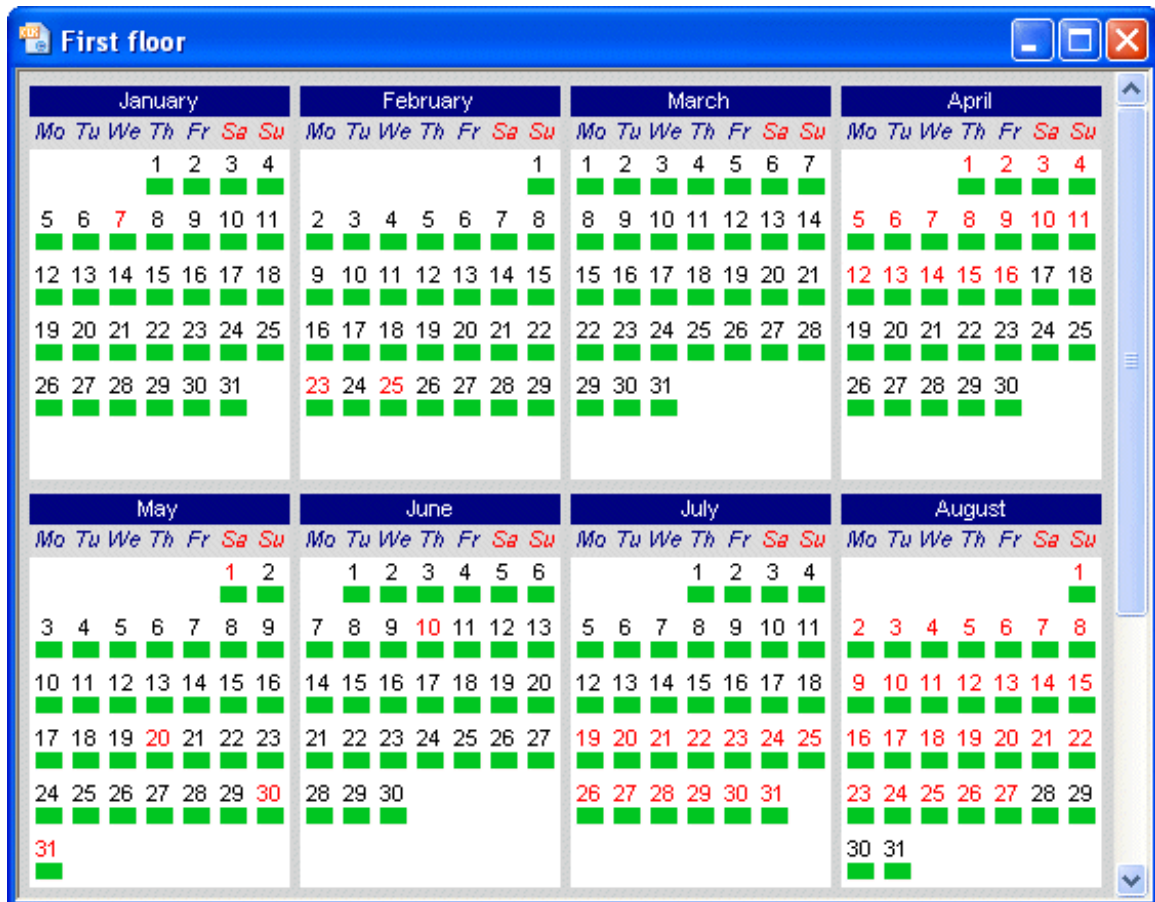 First floor
January February March April
Mo Tu We Th Fr Sa Su Mo Tu We Th Fr Sa Su Mo Tu We Th Fr Sa Su Mo Tu We Th Fr Sa Su
1 2 3 4 1 1 2 3 4 5 6 7 1 2 3 4
5 6 7 8 9 10 11 2 3 4 5 6 7 8 8 9 10 11 12 13 14 5 6 7 8 9 10 11
12 13 14 15 16 17 18 9 10 11 12 13 14 15 15 16 17 18 19 20 21 12 13 14 15 16 17 18
19 20 21 22 23 24 25 16 17 18 19 20 21 22 22 23 24 25 26 27 28 19 20 21 22 23 24 25
26 27 28 29 30 31 23 24 25 26 27 28 29 29 30 31 26 27 28 29 30
May June July August
Mo Tu We Th Fr Sa Su Mo Tu We Th Fr Sa Su Mo Tu We Th Fr Sa Su Mo Tu We Th Fr Sa Su
1 2 1 2 3 4 5 6 1 2 3 4 1
3 4 5 6 7 8 9 7 8 9 10 11 12 13 5 6 7 8 9 10 11 2 3 4 5 6 7 8
10 11 12 13 14 15 16 14 15 16 17 18 19 20 12 13 14 15 16 17 18 9 10 11 12 13 14 15
17 18 19 20 21 22 23 21 22 23 24 25 26 27 19 20 21 22 23 24 25 16 17 18 19 20 21 22
24 25 26 27 28 29 30 28 29 30 26 27 28 29 30 31 23 24 25 26 27 28 29
31 30 31